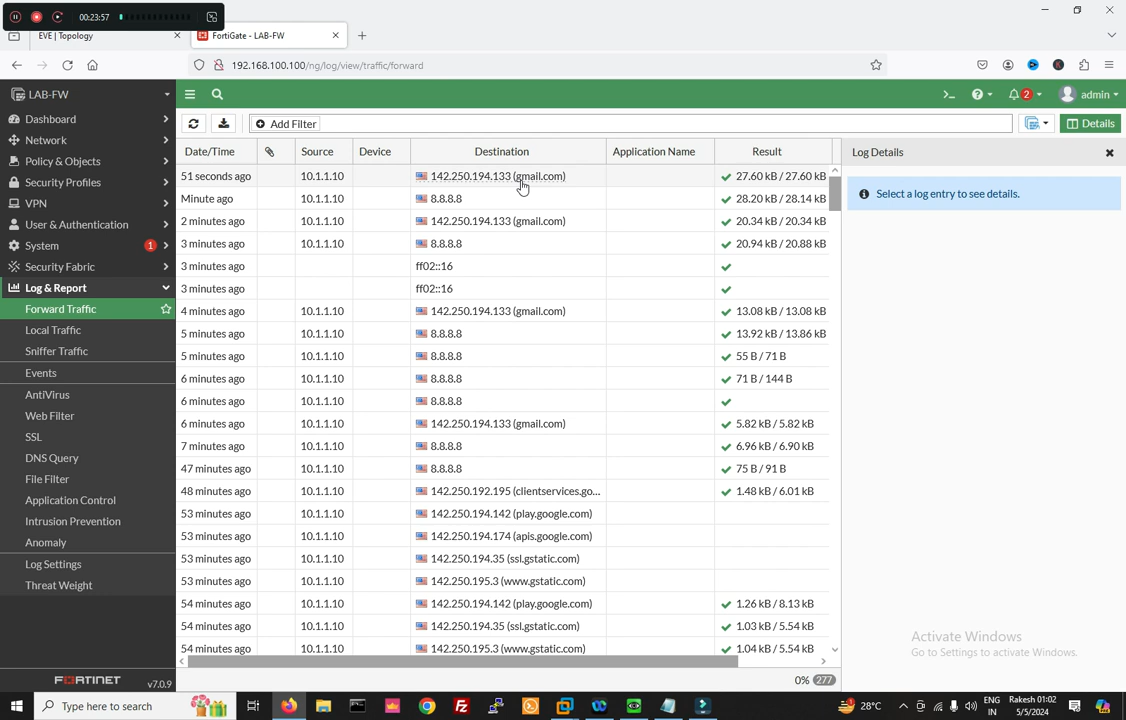 00:23:57
EVE | Topology
FortiGate - LAB-FW
192.168.100.100/ng/log/view/traffic/forward
LAB-FW
2
admin
Dashboard
Network
Policy & Objects
Security Profiles
VPN
User & Authentication
System 1
Security Fabric
Log & Report
Forward Traffic
Local Traffic
Sniffer Traffic
Events
AntiVirus
Web Filter
SSL
DNS Query
File Filter
Application Control
Intrusion Prevention
Anomaly
Log Settings
Threat Weight
FORTINET v7.0.9
Add Filter
Details
Date/Time Source Device Destination Application Name Result
51 seconds ago 10.1.1.10 142.250.194.133 (gmail.com) 27.60 kB / 27.60 kB
Minute ago 10.1.1.10 8.8.8.8 28.20 kB / 28.14 kB
2 minutes ago 10.1.1.10 142.250.194.133 (gmail.com) 20.34 kB / 20.34 kB
3 minutes ago 10.1.1.10 8.8.8.8 20.94 kB / 20.88 kB
3 minutes ago ff02::16
3 minutes ago ff02::16
4 minutes ago 10.1.1.10 142.250.194.133 (gmail.com) 13.08 kB / 13.08 kB
5 minutes ago 10.1.1.10 8.8.8.8 13.92 kB / 13.86 kB
5 minutes ago 10.1.1.10 8.8.8.8 55 B / 71 B
6 minutes ago 10.1.1.10 8.8.8.8 71 B / 144 B
6 minutes ago 10.1.1.10 8.8.8.8
6 minutes ago 10.1.1.10 142.250.194.133 (gmail.com) 5.82 kB / 5.82 kB
7 minutes ago 10.1.1.10 8.8.8.8 6.96 kB / 6.90 kB
47 minutes ago 10.1.1.10 8.8.8.8 75 B / 91 B
48 minutes ago 10.1.1.10 142.250.192.195 (clientservices.go... 1.48 kB / 6.01 kB
53 minutes ago 10.1.1.10 142.250.194.142 (play.google.com)
53 minutes ago 10.1.1.10 142.250.194.174 (apis.google.com)
53 minutes ago 10.1.1.10 142.250.194.35 (ssl.gstatic.com)
53 minutes ago 10.1.1.10 142.250.195.3 (www.gstatic.com)
54 minutes ago 10.1.1.10 142.250.194.142 (play.google.com) 1.26 kB / 8.13 kB
54 minutes ago 10.1.1.10 142.250.194.35 (ssl.gstatic.com) 1.03 kB / 5.54 kB
54 minutes ago 10.1.1.10 142.250.195.3 (www.gstatic.com) 1.04 kB / 5.54 kB
0% 277
Log Details
Select a log entry to see details.
Activate Windows
Go to Settings to activate Windows.
Type here to search
28°C
ENG
IN
Rakesh 01:02
5/5/2024